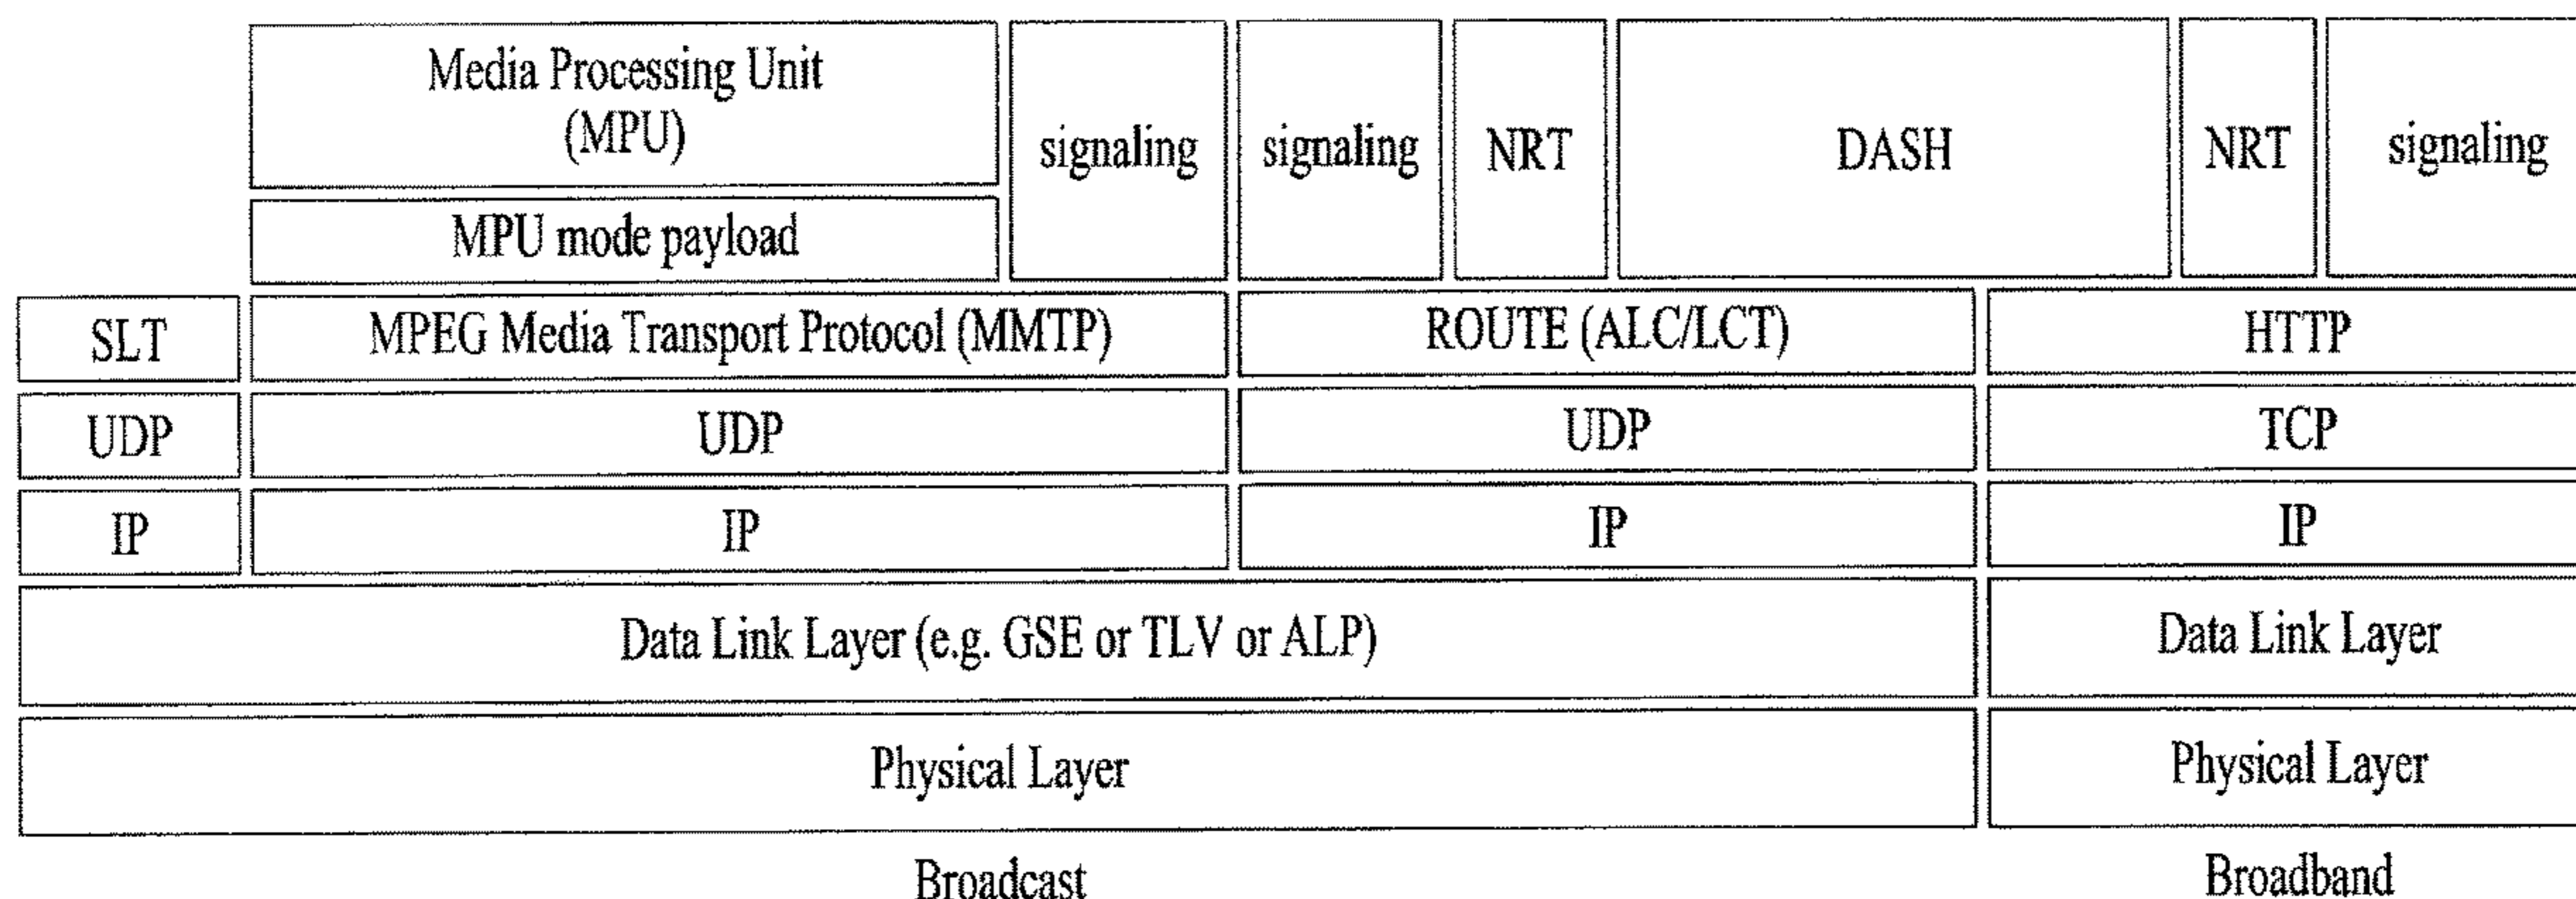 Media Processing Unit
(MPU)
signaling
signaling
NRT
DASH
NRT
signaling
MPU mode payload
SLT
MPEG Media Transport Protocol (MMTP)
ROUTE (ALC/LCT)
HTTP
UDP
UDP
UDP
TCP
IP
IP
IP
IP
Data Link Layer (e.g. GSE or TLV or ALP)
Data Link Layer
Physical Layer
Physical Layer
Broadcast
Broadband